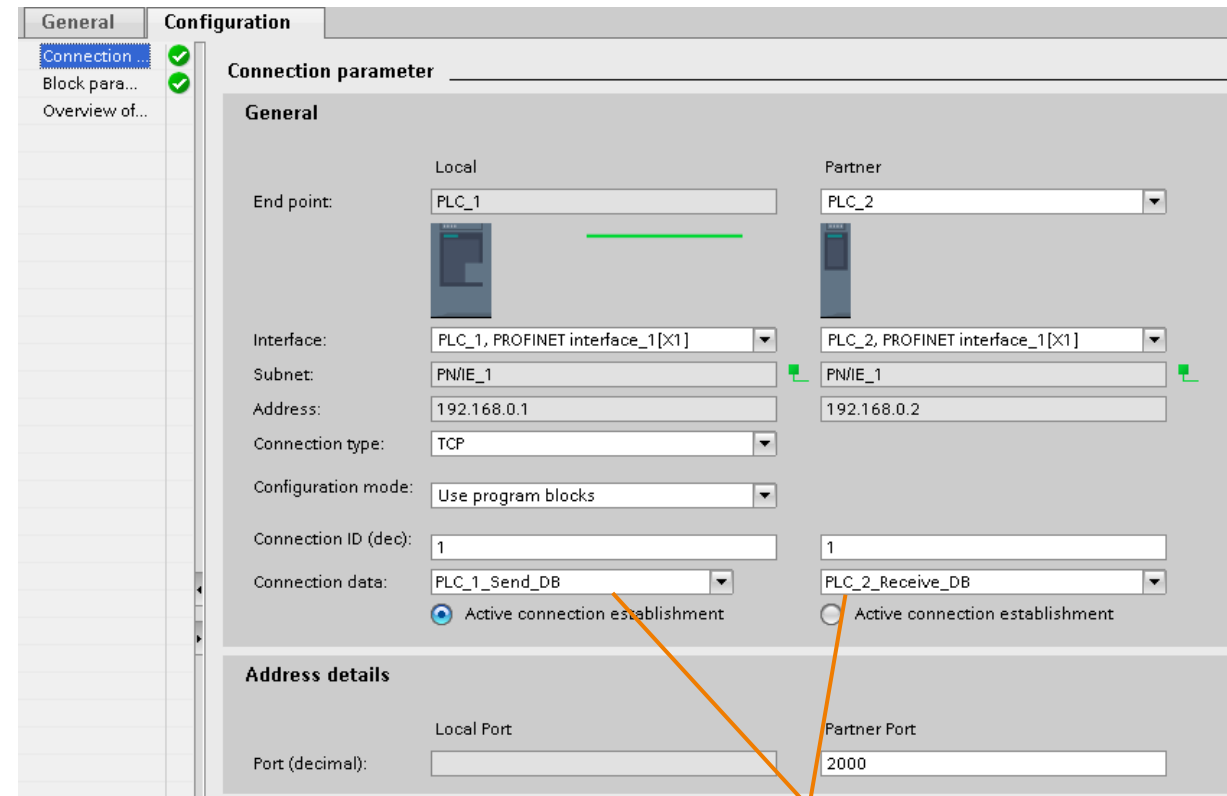 General Configuration
Connection ...
Block para...
Overview of...
Connection parameter
General
Local Partner
End point: PLC_1 PLC_2
Interface: PLC_1, PROFINET interface_1[X1] PLC_2, PROFINET interface_1[X1]
Subnet: PN/IE_1 PN/IE_1
Address: 192.168.0.1 192.168.0.2
Connection type: TCP
Configuration mode: Use program blocks
Connection ID (dec): 1 1
Connection data: PLC_1_Send_DB PLC_2_Receive_DB
Active connection establishment Active connection establishment
Address details
Local Port Partner Port
Port (decimal): 2000